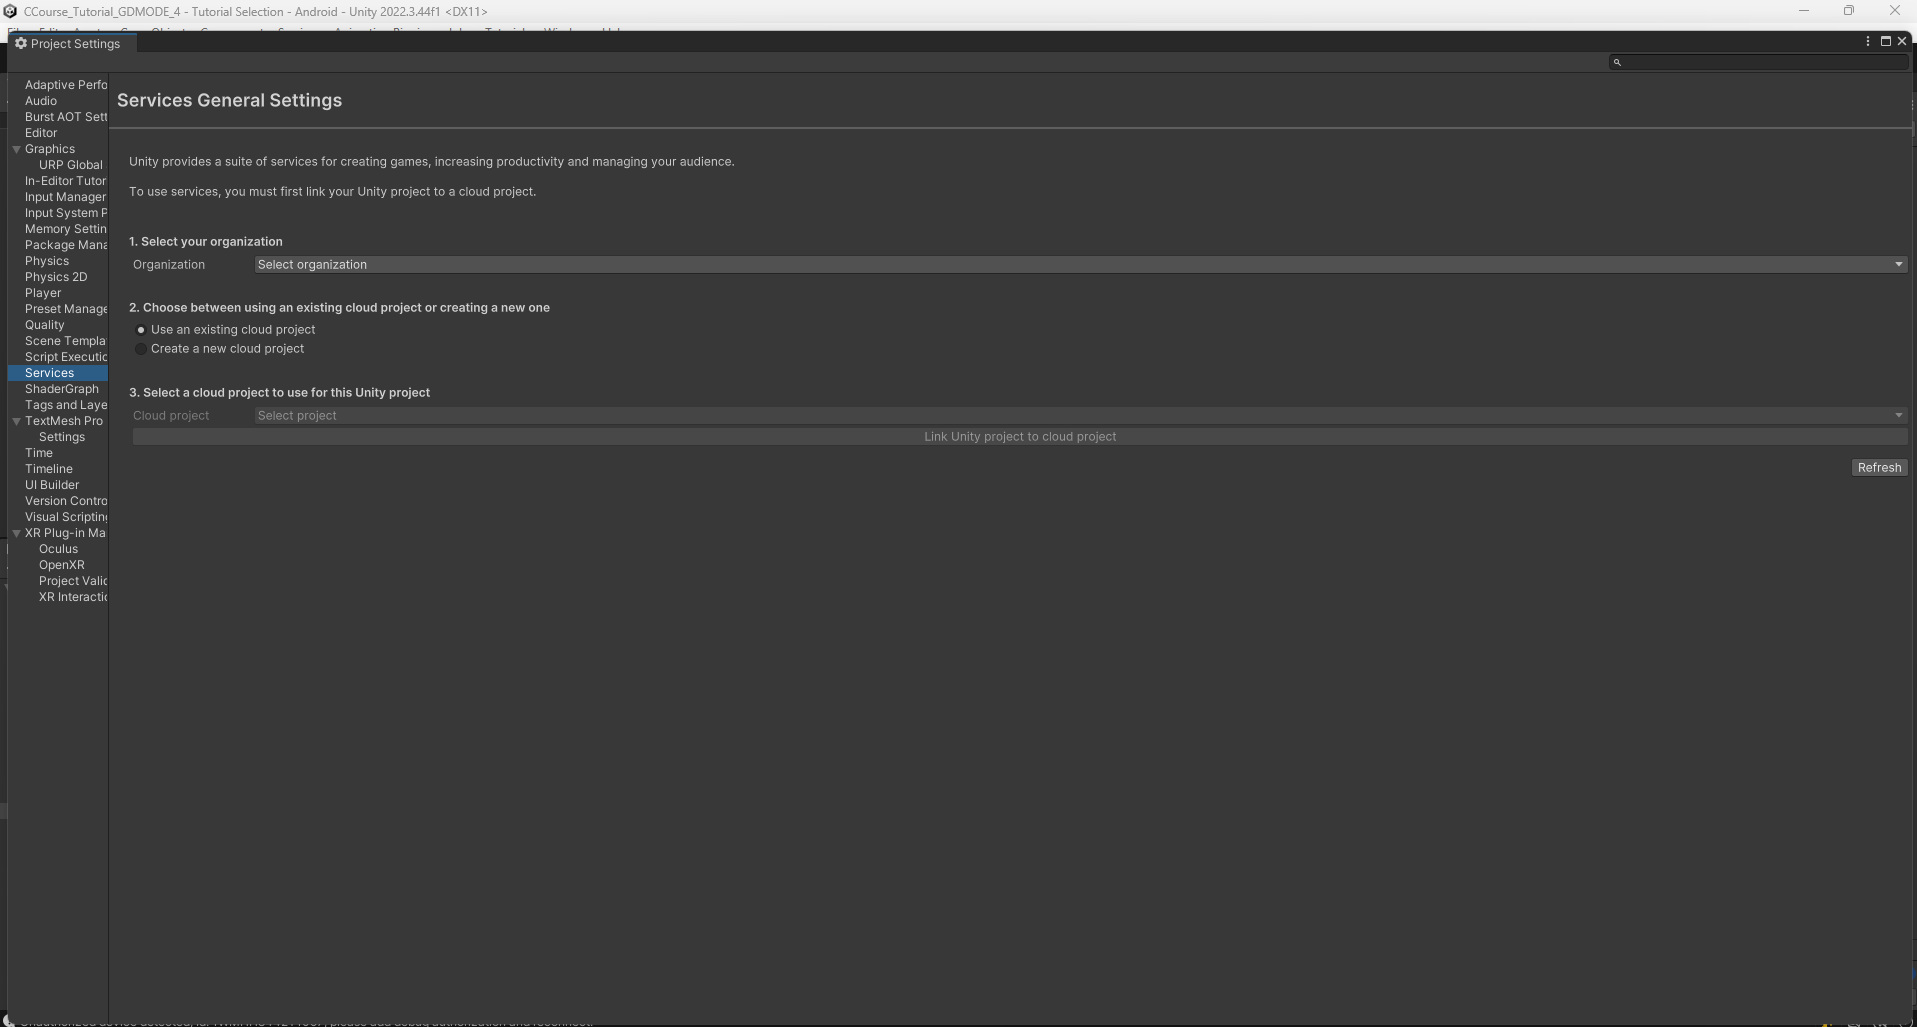 CCourse_Tutorial_GDMODE_4 - Tutorial Selection - Android - Unity 2022.3.44f1 <DX11>
Project Settings
Adaptive Perfo
Audio
Burst AOT Sett
Editor
Graphics
URP Global
In-Editor Tutor
Input Manager
Input System P
Memory Settin
Package Mana
Physics
Physics 2D
Player
Preset Manage
Quality
Scene Templa
Script Executio
Services
ShaderGraph
Tags and Laye
TextMesh Pro
Settings
Time
Timeline
UI Builder
Version Contro
Visual Scripting
XR Plug-in Ma
Oculus
OpenXR
Project Valid
XR Interactio
Services General Settings
Unity provides a suite of services for creating games, increasing productivity and managing your audience.
To use services, you must first link your Unity project to a cloud project.
1. Select your organization
Organization Select organization
2. Choose between using an existing cloud project or creating a new one
Use an existing cloud project
Create a new cloud project
3. Select a cloud project to use for this Unity project
Cloud project Select project
Link Unity project to cloud project
Refresh